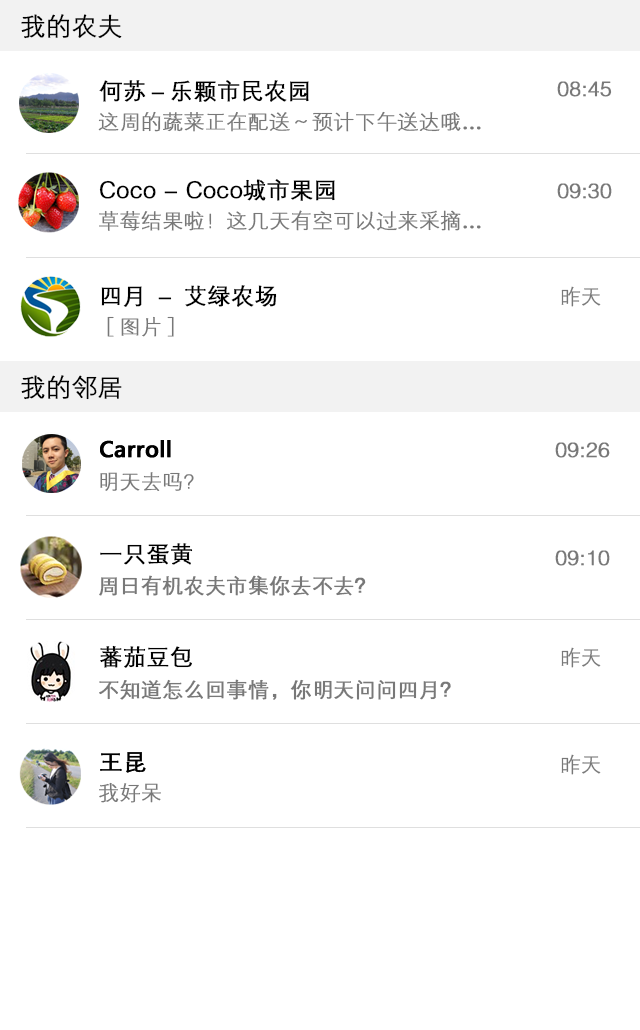 我的农夫
何苏 – 乐颗市民农园
08:45
这周的蔬菜正在配送～预计下午送达哦...
Coco – Coco城市果园
09:30
草莓结果啦！这几天有空可以过来采摘...
四月 – 艾绿农场
昨天
［图片］
我的邻居
Carroll
09:26
明天去吗?
一只蛋黄
09:10
周日有机农夫市集你去不去?
蕃茄豆包
昨天
不知道怎么回事情，你明天问问四月?
王昆
昨天
我好呆